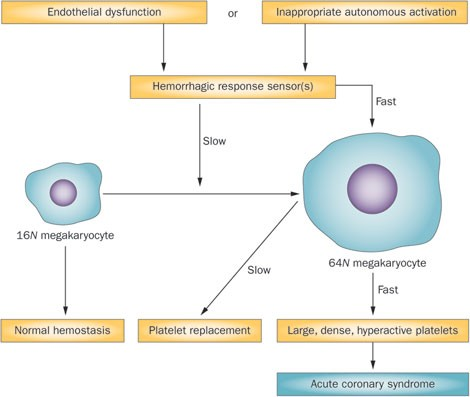 Endothelial dysfunction
or
Inappropriate autonomous activation
Hemorrhagic response sensor(s)
Fast
Slow
16N megakaryocyte
64N megakaryocyte
Slow
Fast
Normal hemostasis
Platelet replacement
Large, dense, hyperactive platelets
Acute coronary syndrome